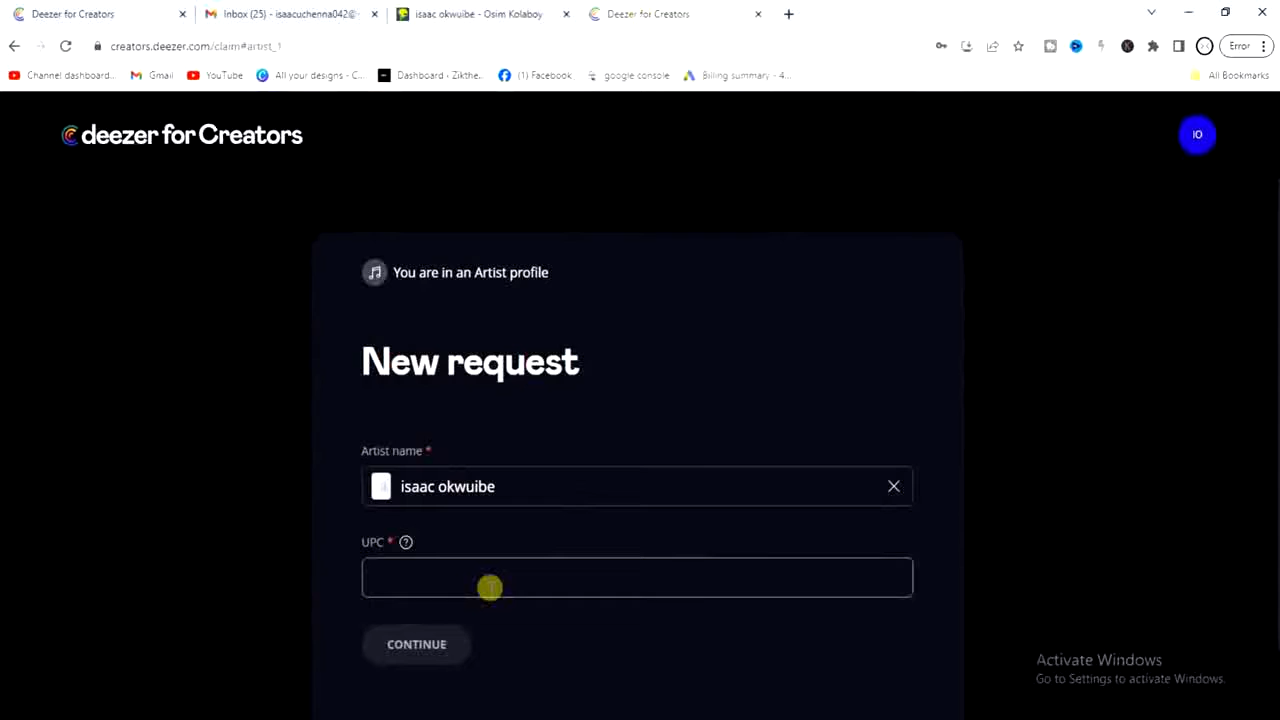 Deezer for Creators
Inbox (25) - isaacuchenna042@
isaac okwuibe - Osim Kolaboy
Deezer for Creators
creators.deezer.com/claim#artist_1
Error
Channel dashboard...
Gmail
YouTube
All your designs - C...
Dashboard · Zikthe...
(1) Facebook
google console
Billing summary - 4...
All Bookmarks
deezer for Creators
IO
You are in an Artist profile
New request
Artist name *
isaac okwuibe
UPC *
CONTINUE
Activate Windows
Go to Settings to activate Windows.